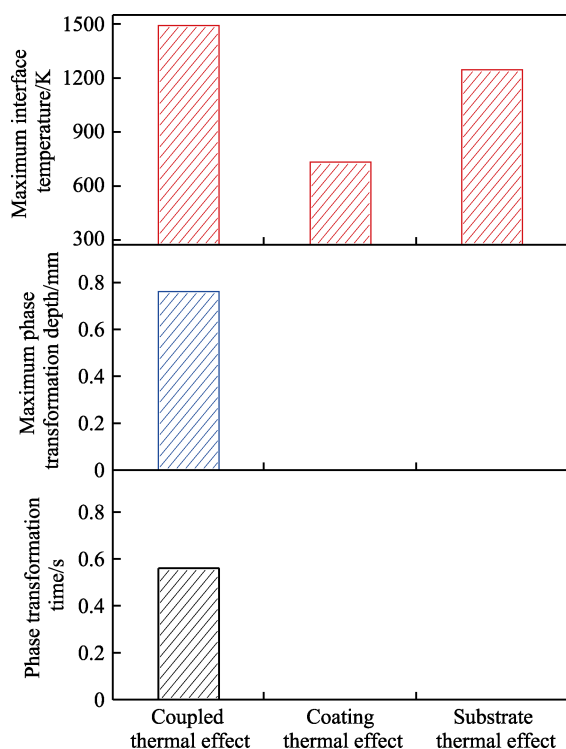 Maximum interface
temperature/K
1500
1200
900
600
300
Maximum phase
transformation depth/mm
0.8
0.6
0.4
0.2
0
Phase transformation
time/s
0.8
0.6
0.4
0.2
0
Coupled
thermal effect
Coating
thermal effect
Substrate
thermal effect